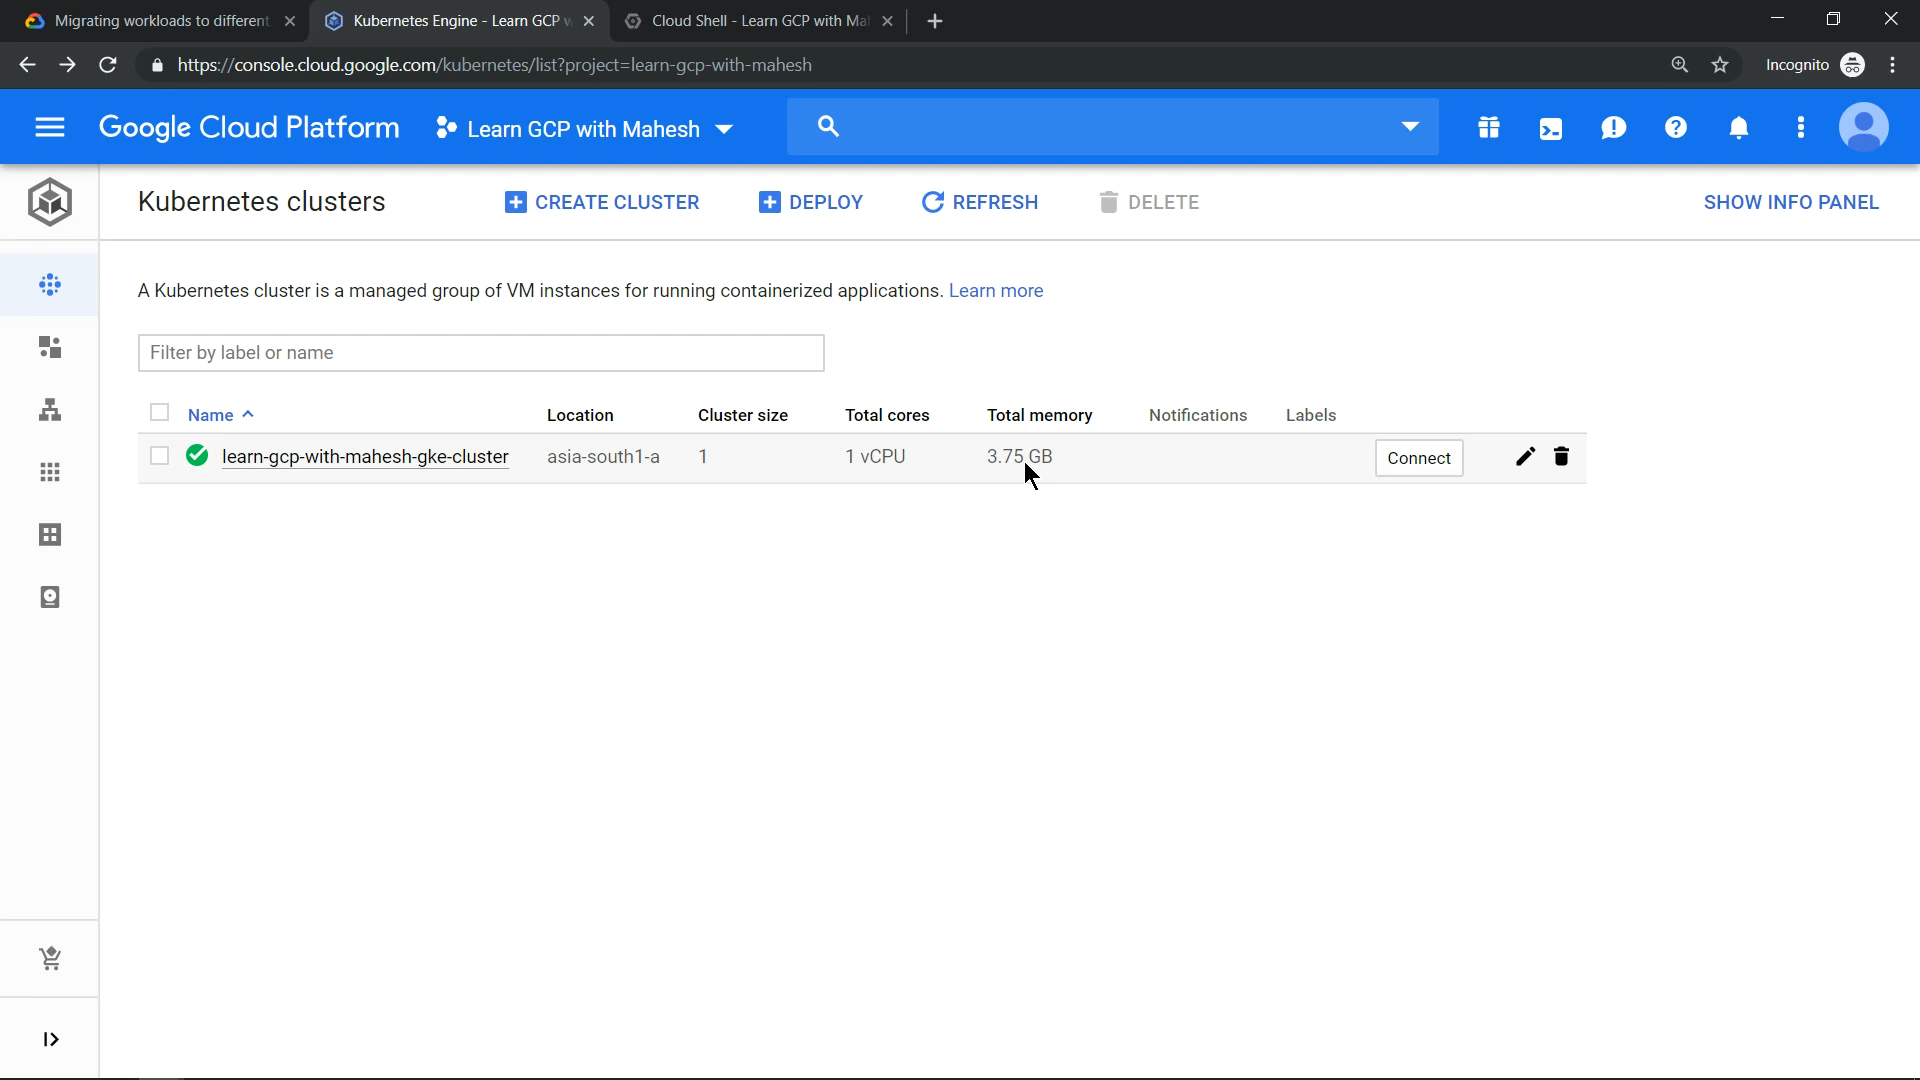 Migrating workloads to different
Kubernetes Engine - Learn GCP w
Cloud Shell - Learn GCP with Mah
https://console.cloud.google.com/kubernetes/list?project=learn-gcp-with-mahesh
Incognito
Google Cloud Platform
Learn GCP with Mahesh
Kubernetes clusters
CREATE CLUSTER
DEPLOY
REFRESH
DELETE
SHOW INFO PANEL
A Kubernetes cluster is a managed group of VM instances for running containerized applications. Learn more
Filter by label or name
Name Location Cluster size Total cores Total memory Notifications Labels
learn-gcp-with-mahesh-gke-cluster asia-south1-a 1 1 vCPU 3.75 GB Connect